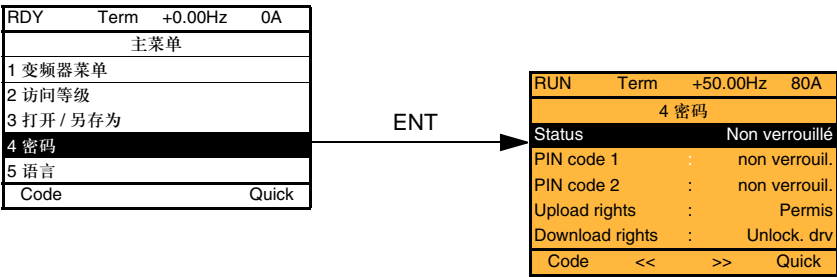 RDY Term +0.00Hz 0A
主菜单
1 变频器菜单
2 访问等级
3 打开 / 另存为
4 密码
5 语言
Code Quick
ENT
RUN Term +50.00Hz 80A
4 密码
Status Non verrouillé
PIN code 1 : non verrouil.
PIN code 2 : non verrouil.
Upload rights : Permis
Download rights : Unlock. drv
Code << >> Quick